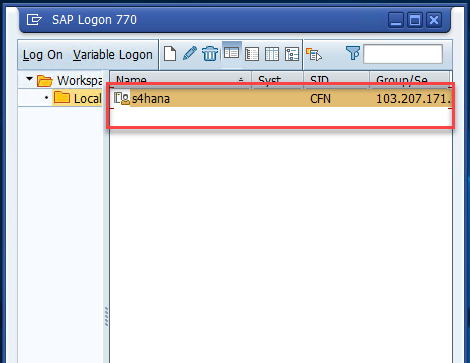 SAP Logon 770
Log On Variable Logon
Workspa
Name Syst SID Group/Se
Local
s4hana CFN 103.207.171.